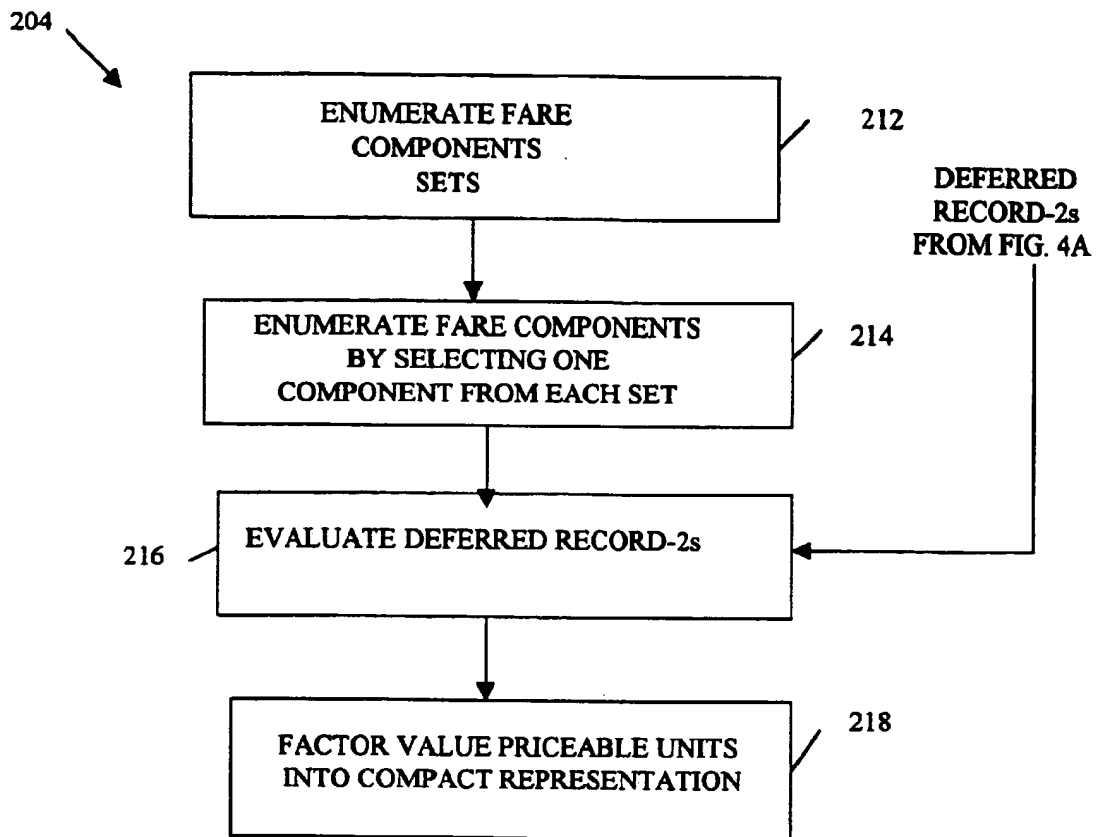 204
ENUMERATE FARE
COMPONENTS
SETS
212
DEFERRED
RECORD-2s
FROM FIG. 4A
ENUMERATE FARE COMPONENTS
BY SELECTING ONE
COMPONENT FROM EACH SET
214
216
EVALUATE DEFERRED RECORD-2s
FACTOR VALUE PRICEABLE UNITS
INTO COMPACT REPRESENTATION
218